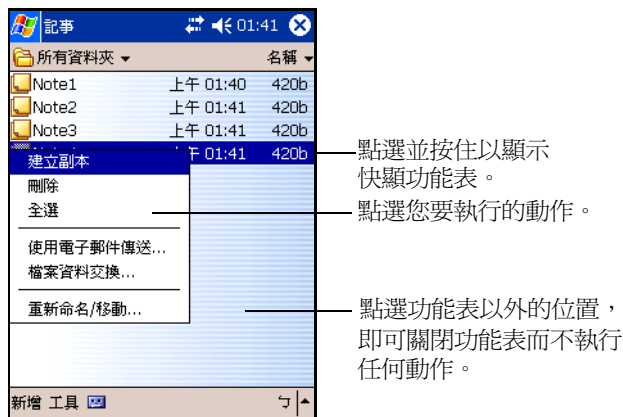 記事 01:41
所有資料夾 名稱
Note1 上午 01:40 420b
Note2 上午 01:41 420b
Note3 上午 01:41 420b
01:41 420b
建立副本
刪除
全選
使用電子郵件傳送...
檔案資料交換...
重新命名/移動...
新增 工具 ㄅ
點選並按住以顯示
快顯功能表。
點選您要執行的動作。
點選功能表以外的位置，
即可關閉功能表而不執行
任何動作。